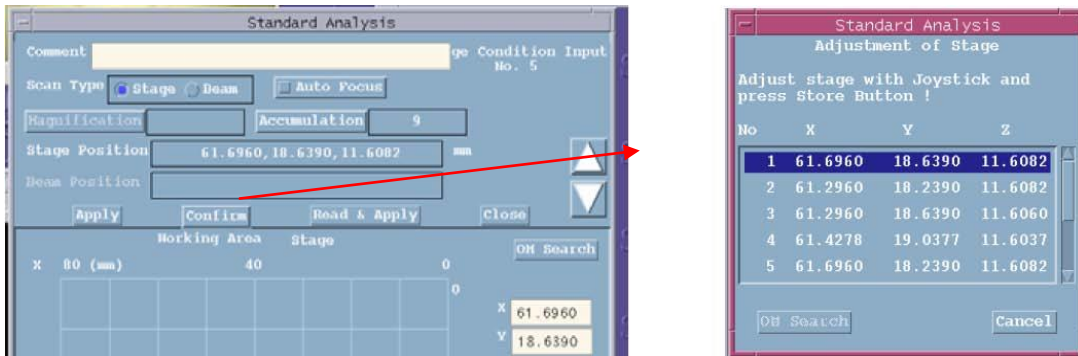 Standard Analysis
Comment
ge Condition Input
No. 5
Scan Type Stage Beam Auto Focus
Magnification Accumulation 9
Stage Position 61.6960,18.6390,11.6082 mm
Beam Position
Apply Confirm Read & Apply Close
Working Area Stage
OM Search
X 80 (mm) 40 0
0
X 61.6960
Y 18.6390
Standard Analysis
Adjustment of Stage
Adjust stage with Joystick and
press Store Button !
No X Y Z
1 61.6960 18.6390 11.6082
2 61.2960 18.2390 11.6082
3 61.2960 18.6390 11.6060
4 61.4278 19.0377 11.6037
5 61.6960 18.2390 11.6082
OM Search Cancel